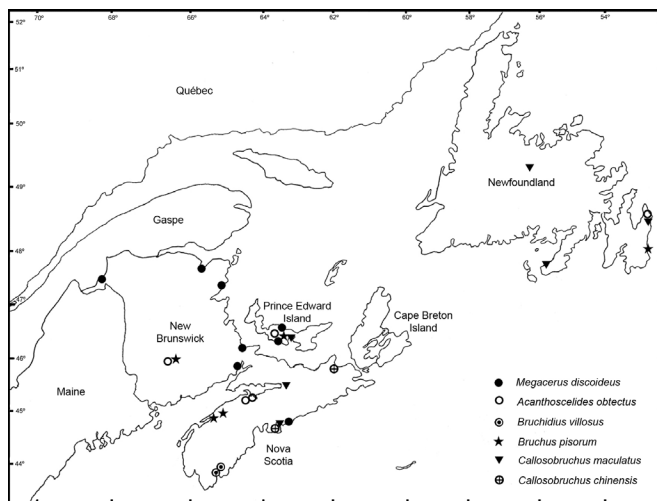 70° 68° 66° 64° 62° 60° 58° 56° 54°
52°
51°
50°
49°
48°
47°
46°
45°
44°
Québec
Newfoundland
Gaspe
Prince Edward
Island
Cape Breton
Island
New
Brunswick
Maine
Nova
Scotia
Megacerus discoideus
Acanthoscelides obtectus
Bruchidius villosus
Bruchus pisorum
Callosobruchus maculatus
Callosobruchus chinensis